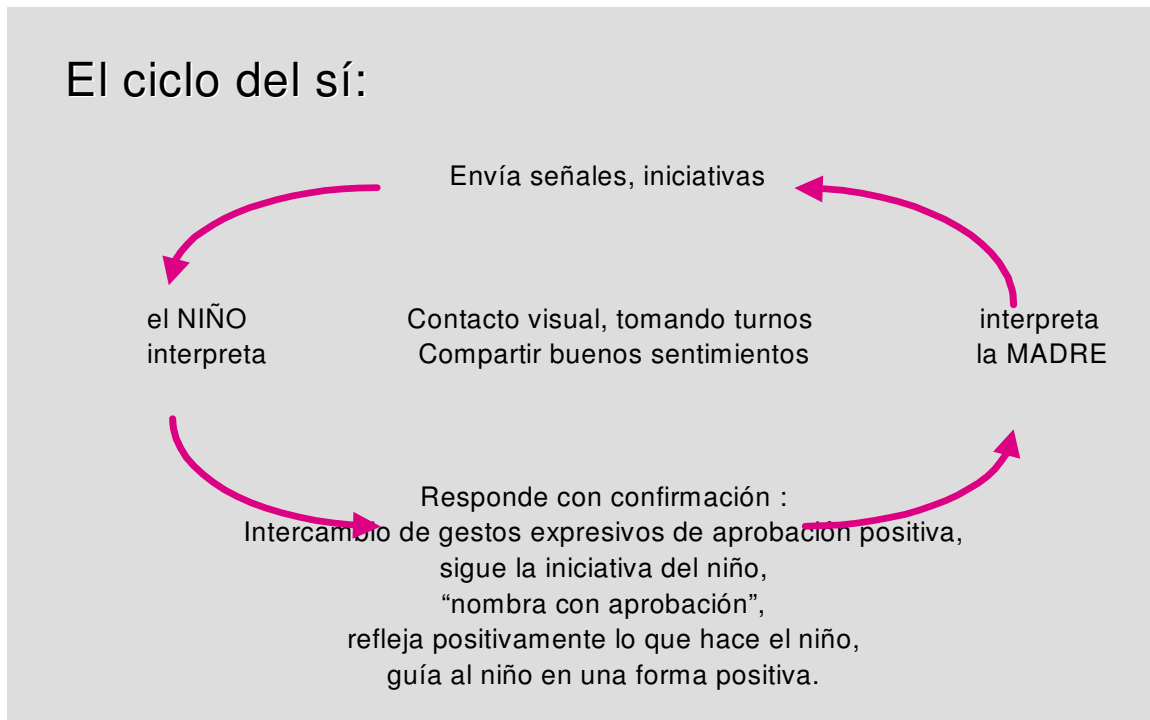 El ciclo del sí:
Envía señales, iniciativas
el NIÑO
interpreta
Contacto visual, tomando turnos
Compartir buenos sentimientos
interpreta
la MADRE
Responde con confirmación :
Intercambio de gestos expresivos de aprobación positiva,
sigue la iniciativa del niño,
“nombra con aprobación”,
refleja positivamente lo que hace el niño,
guía al niño en una forma positiva.